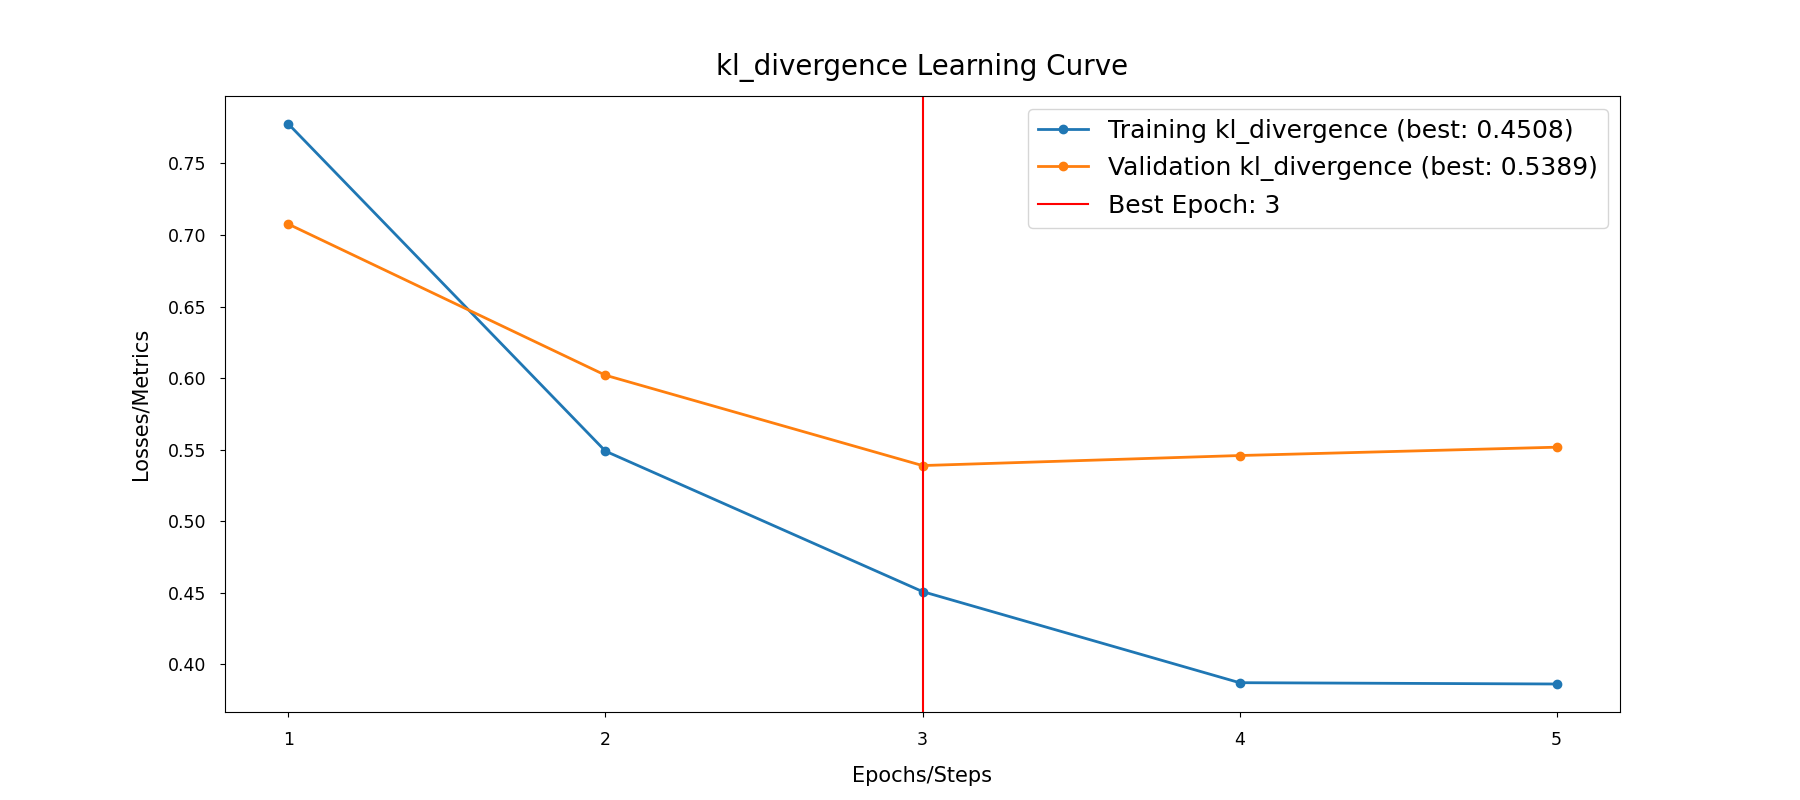 kl_divergence Learning Curve
Training kl_divergence (best: 0.4508)
Validation kl_divergence (best: 0.5389)
Best Epoch: 3
Losses/Metrics
0.75
0.70
0.65
0.60
0.55
0.50
0.45
0.40
1 2 3 4 5
Epochs/Steps